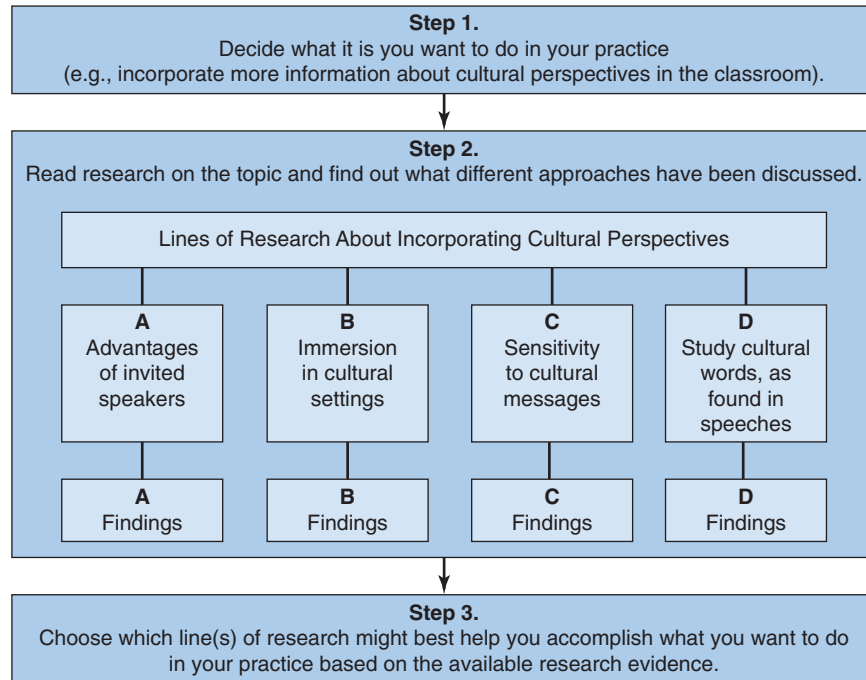 Step 1.
Decide what it is you want to do in your practice
(e.g., incorporate more information about cultural perspectives in the classroom).
Step 2.
Read research on the topic and find out what different approaches have been discussed.
Lines of Research About Incorporating Cultural Perspectives
A
Advantages
of invited
speakers
B
Immersion
in cultural
settings
C
Sensitivity
to cultural
messages
D
Study cultural
words, as
found in
speeches
A
Findings
B
Findings
C
Findings
D
Findings
Step 3.
Choose which line(s) of research might best help you accomplish what you want to do
in your practice based on the available research evidence.